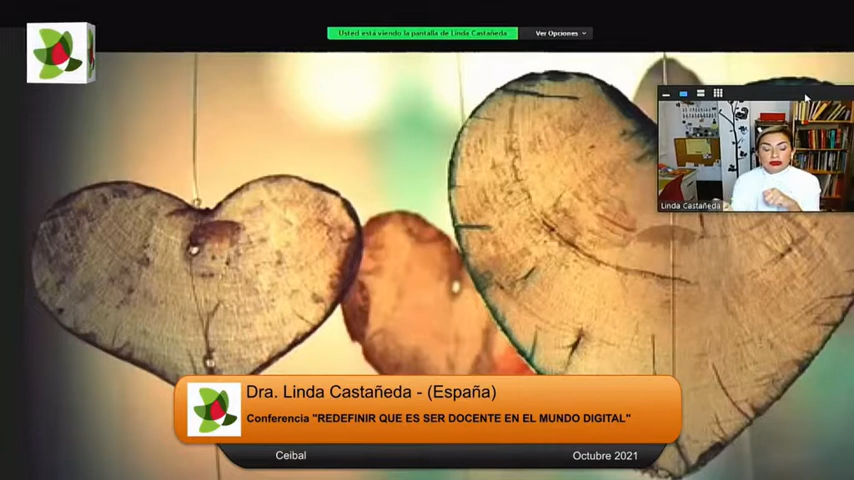 Usted está viendo la pantalla de Linda Castañeda
Ver Opciones
Linda Castañeda
Dra. Linda Castañeda - (España)
Conferencia "REDEFINIR QUE ES SER DOCENTE EN EL MUNDO DIGITAL"
Ceibal
Octubre 2021